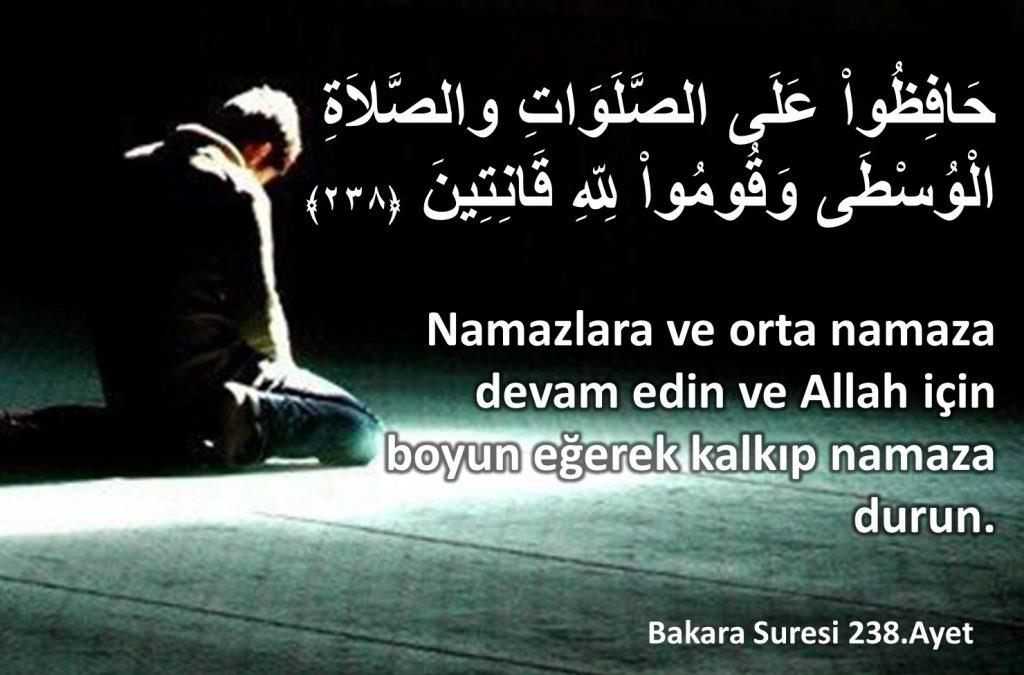 حَافِظُواْ عَلَى الصَّلَوَاتِ والصَّلاَةِ
الْوُسْطَى وَقُومُواْ لِلّهِ قَانِتِينَ ﴿٢٣٨﴾
Namazlara ve orta namaza
devam edin ve Allah için
boyun eğerek kalkıp namaza
durun.
Bakara Suresi 238.Ayet